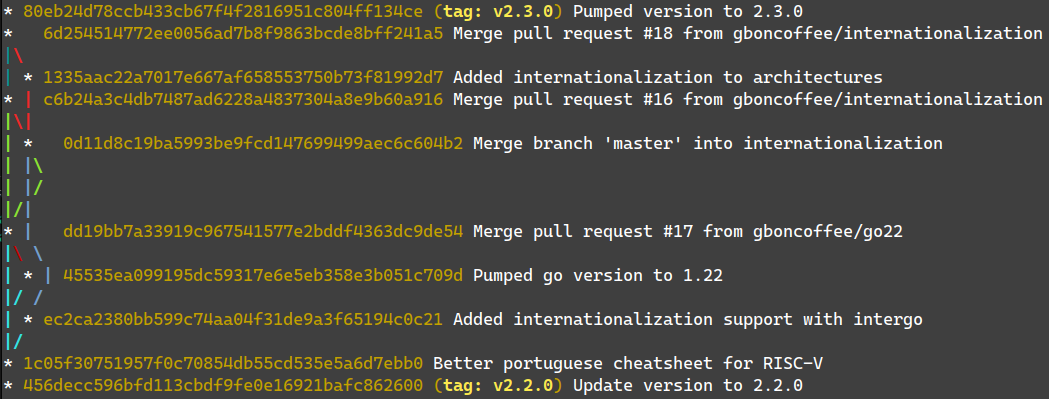 * 80eb24d78ccb433cb67f4f2816951c804ff134ce (tag: v2.3.0) Pumped version to 2.3.0
*   6d254514772ee0056ad7b8f9863bcde8bff241a5 Merge pull request #18 from gboncoffee/internationalization
|\
| * 1335aac22a7017e667af658553750b73f81992d7 Added internationalization to architectures
* | c6b24a3c4db7487ad6228a4837304a8e9b60a916 Merge pull request #16 from gboncoffee/internationalization
|\|
| *   0d11d8c19ba5993be9fcd147699499aec6c604b2 Merge branch 'master' into internationalization
| |\
| |/
|/|
* |   dd19bb7a33919c967541577e2bddf4363dc9de54 Merge pull request #17 from gboncoffee/go22
|\ \
| * | 45535ea099195dc59317e6e5eb358e3b051c709d Pumped go version to 1.22
|/ /
| * ec2ca2380bb599c74aa04f31de9a3f65194c0c21 Added internationalization support with intergo
|/
* 1c05f30751957f0c70854db55cd535e5a6d7ebb0 Better portuguese cheatsheet for RISC-V
* 456decc596bfd113cbdf9fe0e16921bafc862600 (tag: v2.2.0) Update version to 2.2.0